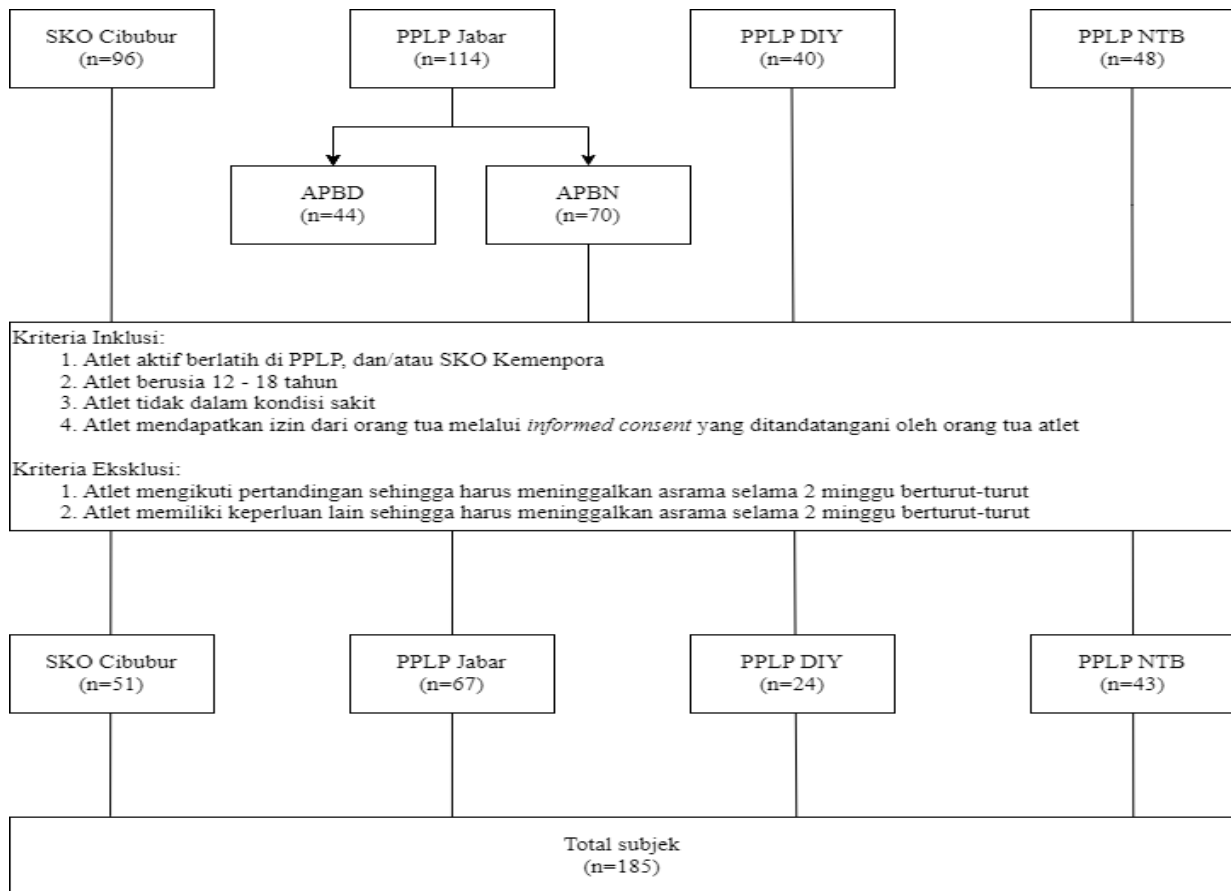 SKO Cibubur
(n=96)
PPLP Jabar
(n=114)
PPLP DIY
(n=40)
PPLP NTB
(n=48)
APBD
(n=44)
APBN
(n=70)
Kriteria Inklusi:
1. Atlet aktif berlatih di PPLP, dan/atau SKO Kemenpora
2. Atlet berusia 12 - 18 tahun
3. Atlet tidak dalam kondisi sakit
4. Atlet mendapatkan izin dari orang tua melalui informed consent yang ditandatangani oleh orang tua atlet
Kriteria Eksklusi:
1. Atlet mengikuti pertandingan sehingga harus meninggalkan asrama selama 2 minggu berturut-turut
2. Atlet memiliki keperluan lain sehingga harus meninggalkan asrama selama 2 minggu berturut-turut
SKO Cibubur
(n=51)
PPLP Jabar
(n=67)
PPLP DIY
(n=24)
PPLP NTB
(n=43)
Total subjek
(n=185)